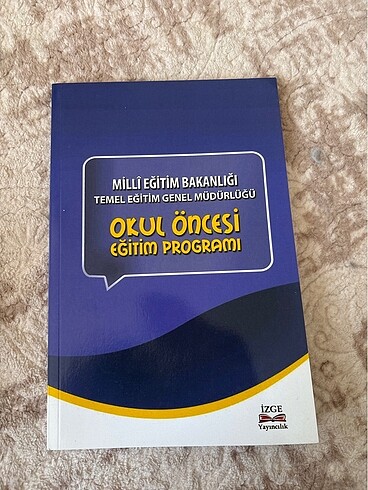 MİLLÎ EĞİTİM BAKANLIĞI
TEMEL EĞİTİM GENEL MÜDÜRLÜĞÜ
OKUL ÖNCESİ
EĞİTİM PROGRAMI
İZGE
Yayıncılık